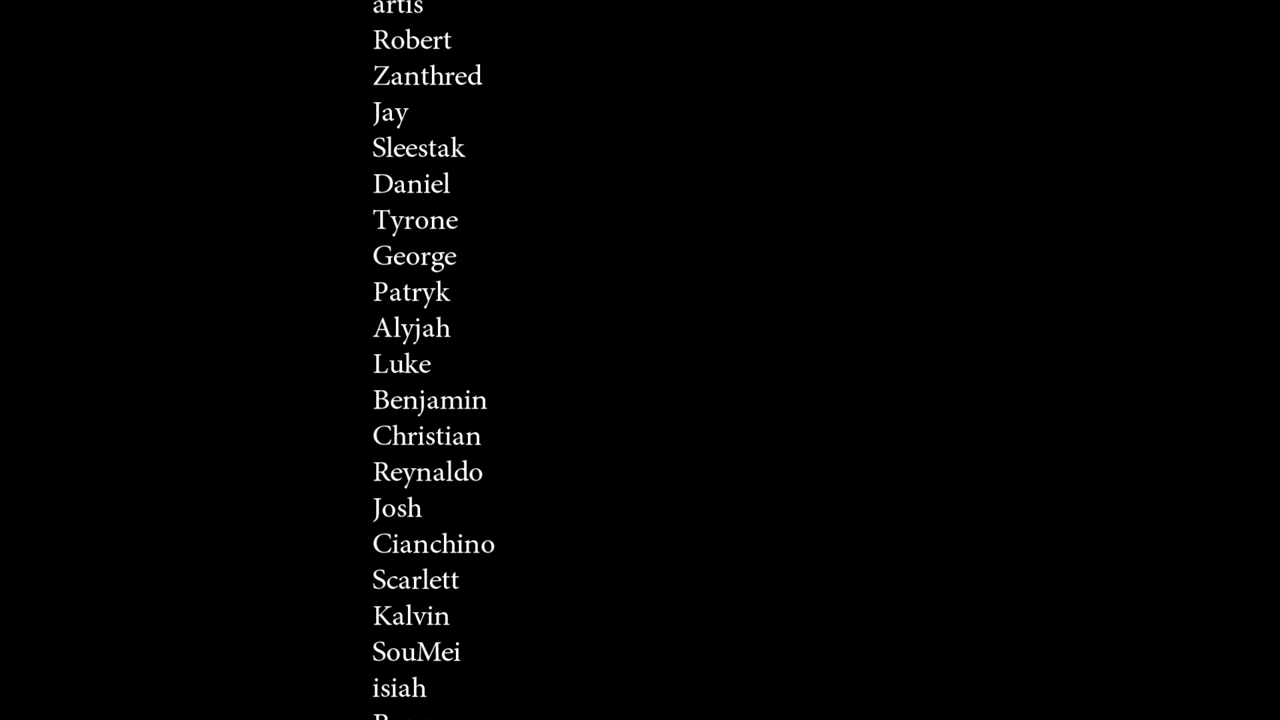 artis
Robert
Zanthred
Jay
Sleestak
Daniel
Tyrone
George
Patryk
Alyjah
Luke
Benjamin
Christian
Reynaldo
Josh
Cianchino
Scarlett
Kalvin
SouMei
isiah